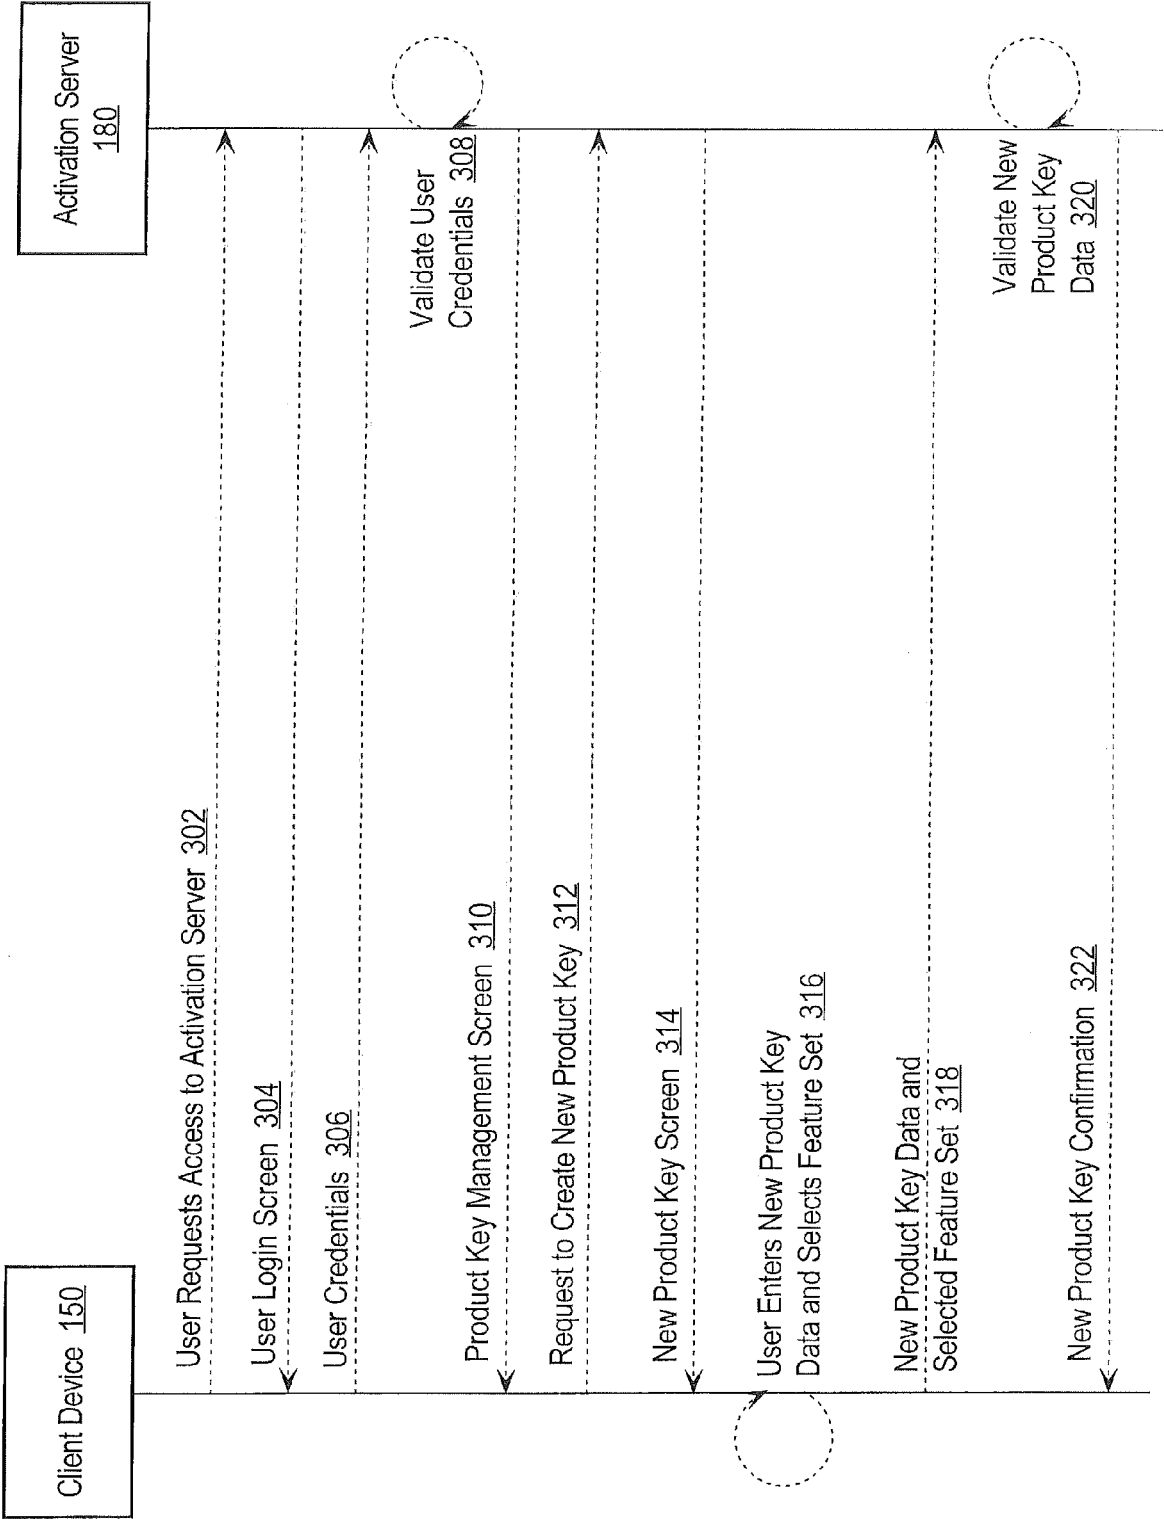 Client Device 150
Activation Server
180
User Requests Access to Activation Server 302
User Login Screen 304
User Credentials 306
Validate User
Credentials 308
Product Key Management Screen 310
Request to Create New Product Key 312
New Product Key Screen 314
User Enters New Product Key
Data and Selects Feature Set 316
New Product Key Data and
Selected Feature Set 318
Validate New
Product Key
Data 320
New Product Key Confirmation 322